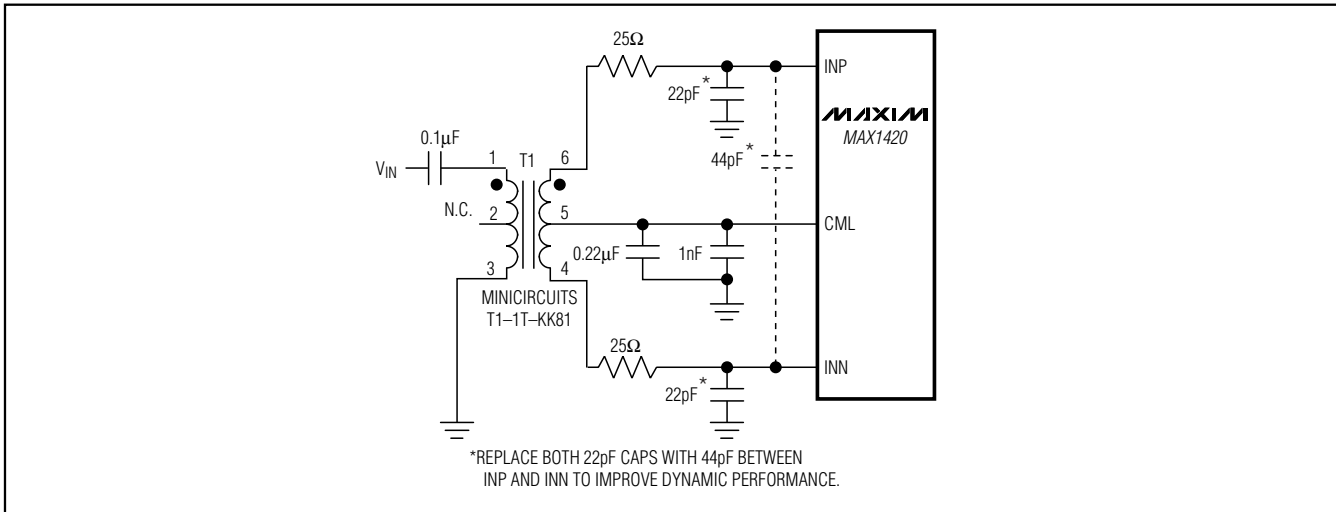 25Ω
INP
22pF*
MAXIM
MAX1420
0.1μF
1
T1
6
44pF*
VIN
N.C.
2
5
CML
0.22μF
1nF
3
4
MINICIRCUITS
T1–1T–KK81
25Ω
INN
22pF*
*REPLACE BOTH 22pF CAPS WITH 44pF BETWEEN
INP AND INN TO IMPROVE DYNAMIC PERFORMANCE.